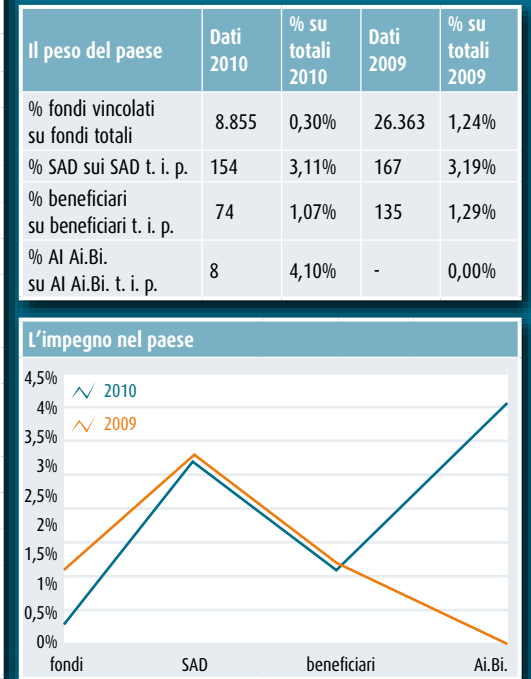 Il peso del paese
Dati 2010
% su totali 2010
Dati 2009
% su totali 2009
% fondi vincolati
su fondi totali
8.855 0,30% 26.363 1,24%
% SAD sui SAD t. i. p. 154 3,11% 167 3,19%
% beneficiari
su beneficiari t. i. p.
74 1,07% 135 1,29%
% AI Ai.Bi.
su AI Ai.Bi. t. i. p.
8 4,10% - 0,00%
L'impegno nel paese
4,5%
4%
3,5%
3%
2,5%
2%
1,5%
1%
0,5%
0%
2010
2009
fondi SAD beneficiari Ai.Bi.